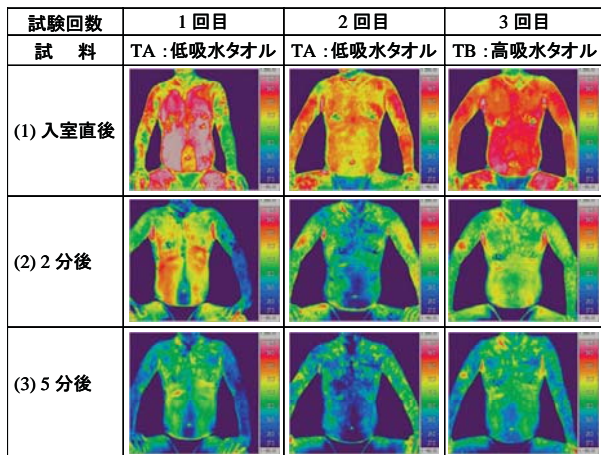 試験回数 1回目 2回目 3回目
試 料 TA:低吸水タオル TA:低吸水タオル TB:高吸水タオル
(1) 入室直後
(2) 2分後
(3) 5分後